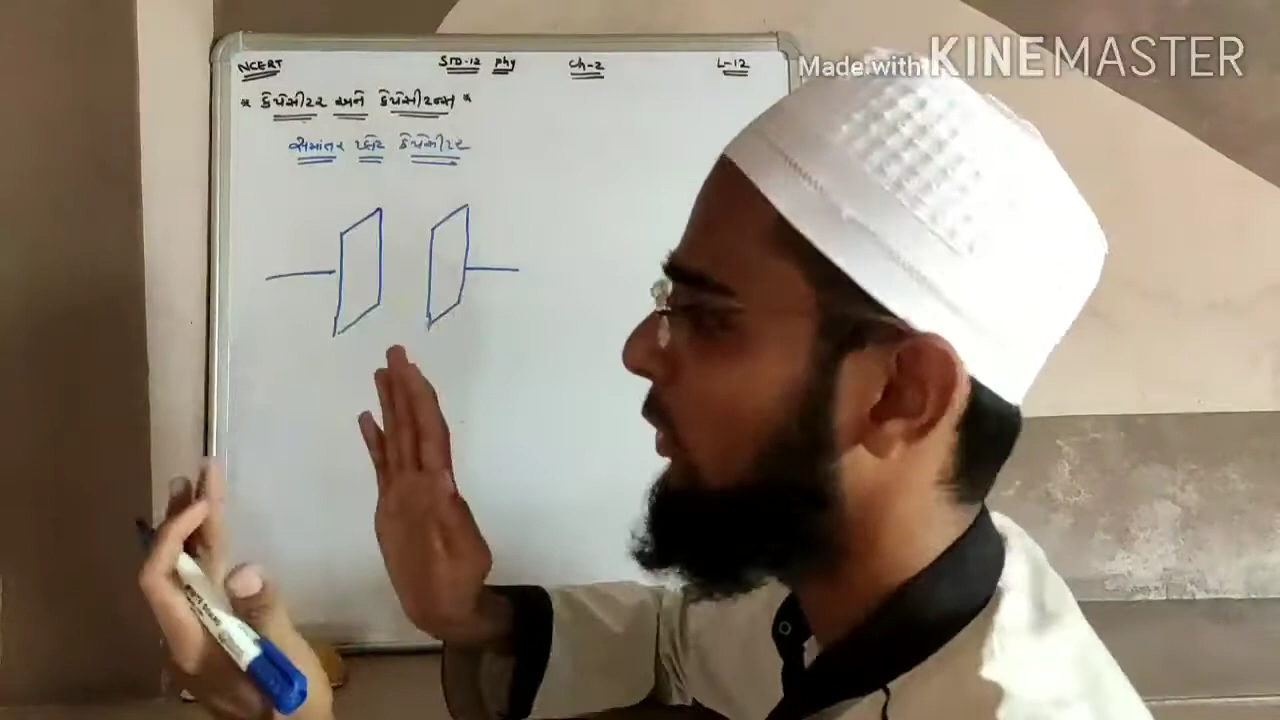 NCERT STD-12 Phy Ch-2 L-12
* કેપેસીટર અને કેપેસીટન્સ *
સમાંતર પ્લેટ કેપેસીટર
Made with KINEMASTER